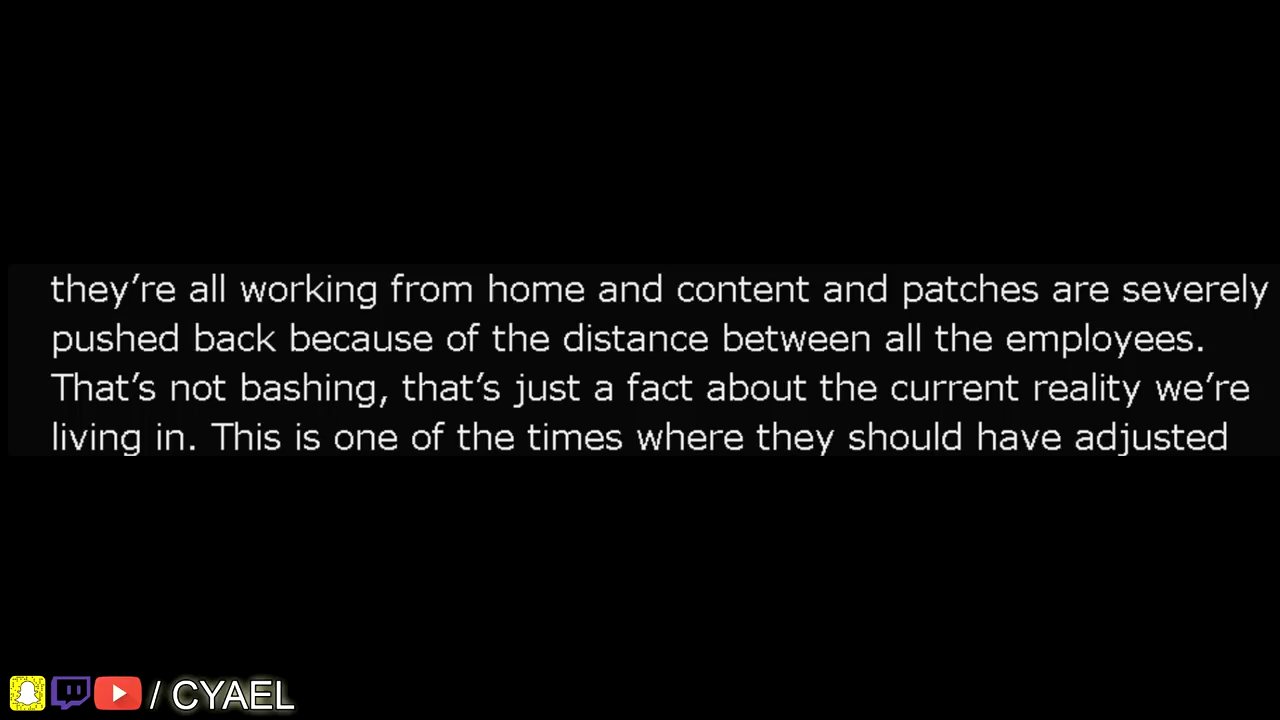 they’re all working from home and content and patches are severely
pushed back because of the distance between all the employees.
That’s not bashing, that’s just a fact about the current reality we’re
living in. This is one of the times where they should have adjusted
/ CYAEL